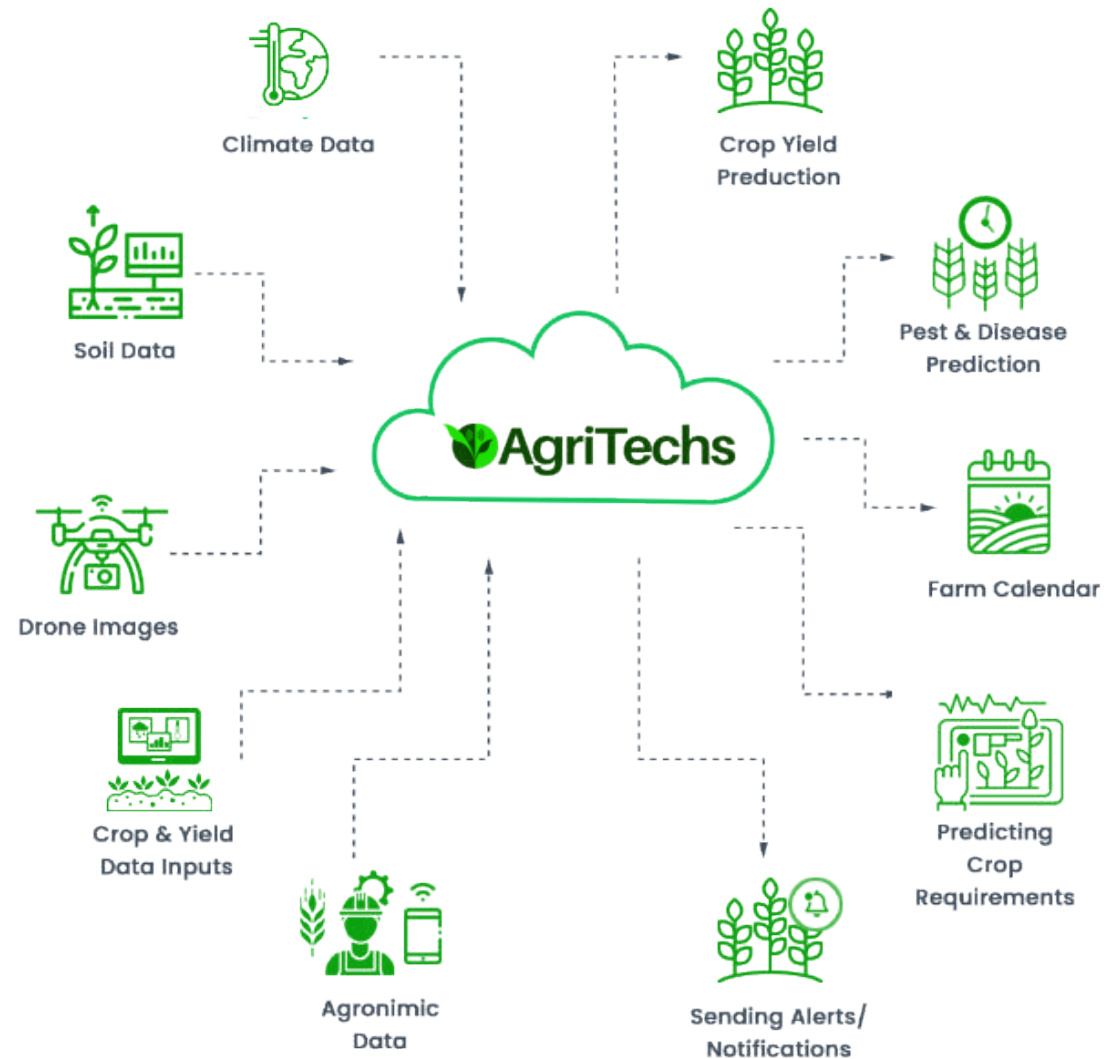 Climate Data
Crop Yield
Preduction
Soil Data
Pest & Disease
Prediction
AgriTechs
Drone Images
Farm Calendar
Crop & Yield
Data Inputs
Predicting
Crop
Requirements
Agronimic
Data
Sending Alerts/
Notifications